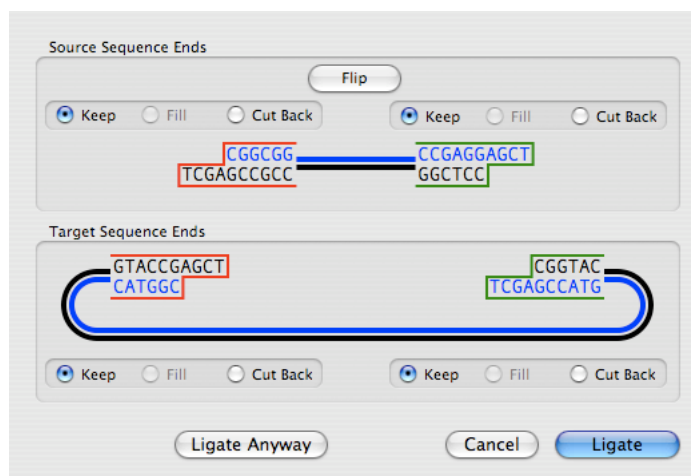 Source Sequence Ends
Flip
Keep Fill Cut Back Keep Fill Cut Back
CGGCGG CCGAGGAGCT
TCGAGCCGCC GGCTCC
Target Sequence Ends
GTACCGAGCT CGGTAC
CATGGC TCGAGCCATG
Keep Fill Cut Back Keep Fill Cut Back
Ligate Anyway Cancel Ligate